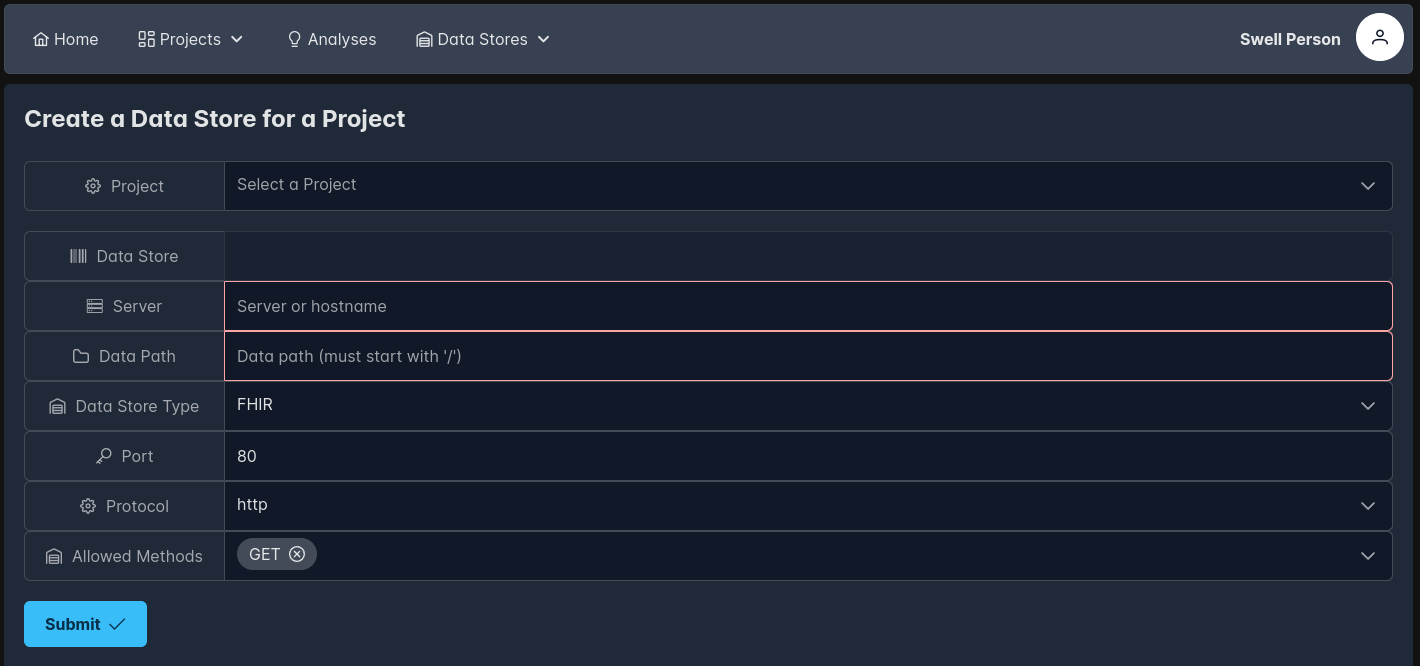 Home Projects Analyses Data Stores Swell Person
Create a Data Store for a Project
Project Select a Project
Data Store
Server Server or hostname
Data Path Data path (must start with '/')
Data Store Type FHIR
Port 80
Protocol http
Allowed Methods GET
Submit